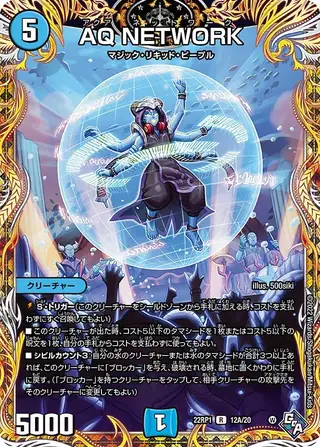 5
アクア ネットワーク
AQ NETWORK
マジック・リキッド・ピープル
クリーチャー
illus. 500siki
S・トリガー(このクリーチャーをシールドゾーンから手札に加える時、コストを支払わずにすぐ召喚してもよい)
■このクリーチャーが出た時、コスト5以下のタマシードを1枚またはコスト5以下の呪文を1枚、自分の手札からコストを支払わずに使ってもよい。
■シビルカウント3:自分の水のクリーチャーまたは水のタマシードが合計3つ以上あれば、このクリーチャーに「ブロッカー」を与え、破壊される時、墓地に置くかわりに手札に戻す。(「ブロッカー」を持つクリーチャーをタップして、相手クリーチャーの攻撃先をそのクリーチャーに変更してもよい)
5000
22RP1 R 12A/20